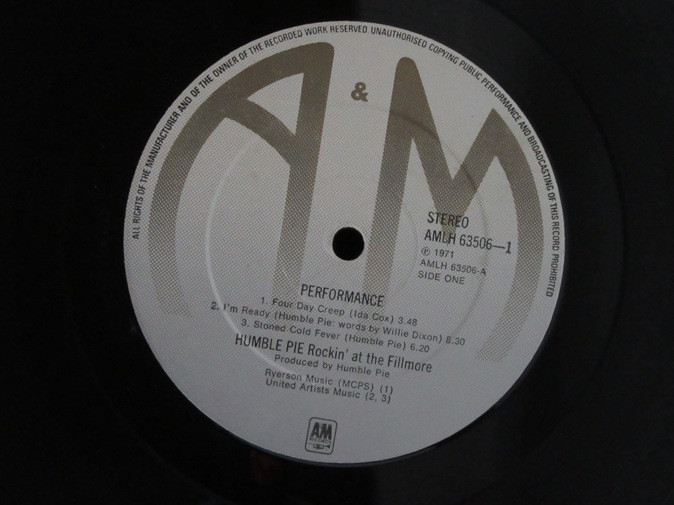 ALL RIGHTS OF THE MANUFACTURER AND OF THE OWNER OF THE RECORDED WORK RESERVED UNAUTHORISED COPYING PUBLIC PERFORMANCE AND BROADCASTING OF THIS RECORD PROHIBITED
A & M
STEREO
AMLH 63506—1
℗ 1971
AMLH 63506-A
SIDE ONE
PERFORMANCE
1. Four Day Creep (Ida Cox) 3.48
2. I'm Ready (Humble Pie: words by Willie Dixon) 8.30
3. Stoned Cold Fever (Humble Pie) 6.20
HUMBLE PIE Rockin' at the Fillmore
Produced by Humble Pie
Ryerson Music (MCPS) (1)
United Artists Music (2, 3)
AM
RECORDS